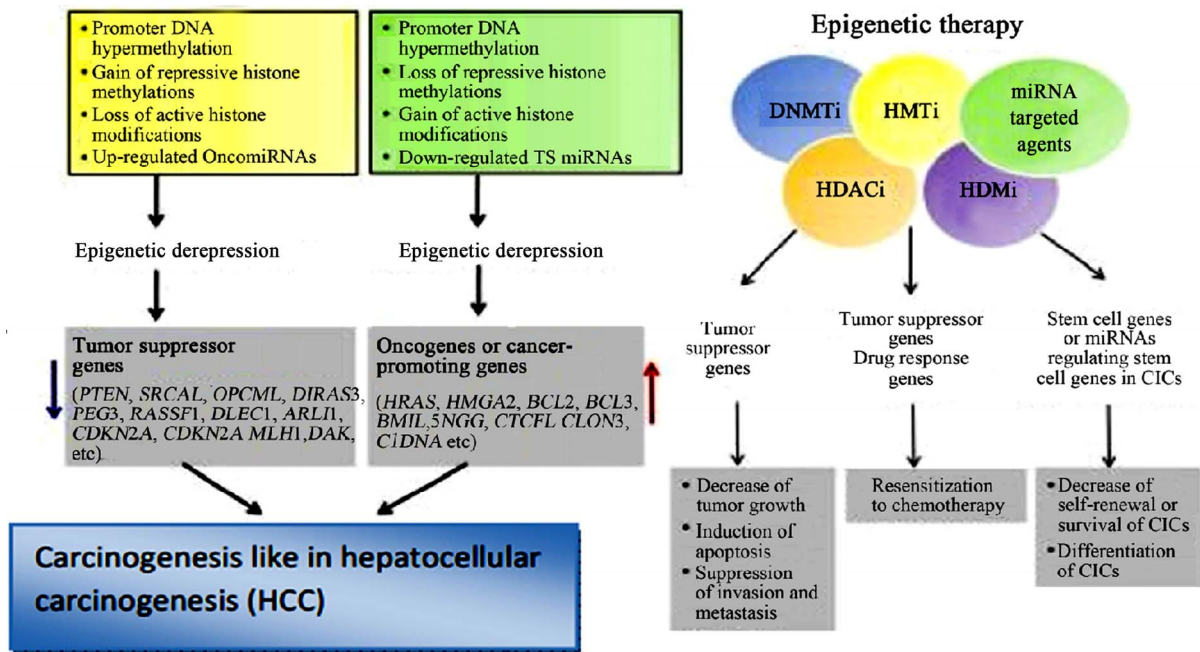 • Promoter DNA
hypermethylation
• Gain of repressive histone
methylations
• Loss of active histone
modifications
• Up-regulated OncomiRNAs
Epigenetic derepression
Tumor suppressor
genes
(PTEN, SRCAL, OPCML, DIRAS3,
PEG3, RASSF1, DLEC1, ARLI1,
CDKN2A, CDKN2A MLH1,DAK,
etc)
• Promoter DNA
hypermethylation
• Loss of repressive histone
methylations
• Gain of active histone
modifications
• Down-regulated TS miRNAs
Epigenetic derepression
Oncogenes or cancer-
promoting genes
(HRAS, HMGA2, BCL2, BCL3,
BMIL,5NGG, CTCFL CLON3,
C1DNA etc)
Carcinogenesis like in hepatocellular
carcinogenesis (HCC)
Epigenetic therapy
DNMTi
HMTi
miRNA
targeted
agents
HDACi
HDMi
Tumor
suppressor
genes
Tumor suppressor
genes
Drug response
genes
Stem cell genes
or miRNAs
regulating stem
cell genes in CICs
• Decrease of
tumor growth
• Induction of
apoptosis
• Suppression
of invasion and
metastasis
Resensitization
to chemotherapy
• Decrease of
self-renewal or
survival of CICs
• Differentiation
of CICs